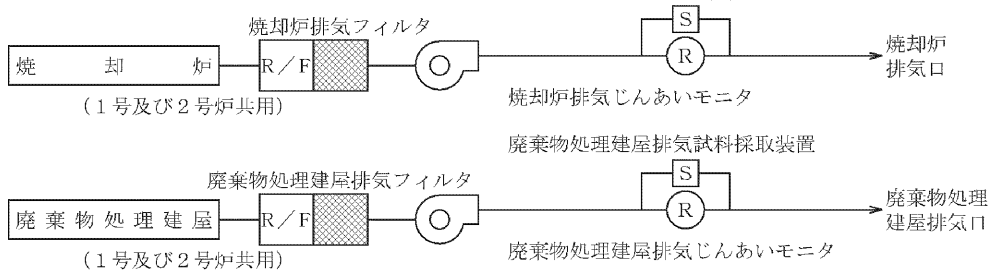 焼却炉排気フィルタ
S
焼却炉
R/F
R
焼却炉
排気口
(1号及び2号炉共用)
焼却炉排気じんあいモニタ
廃棄物処理建屋排気試料採取装置
廃棄物処理建屋排気フィルタ
S
廃棄物処理建屋
R/F
R
廃棄物処理
建屋排気口
(1号及び2号炉共用)
廃棄物処理建屋排気じんあいモニタ